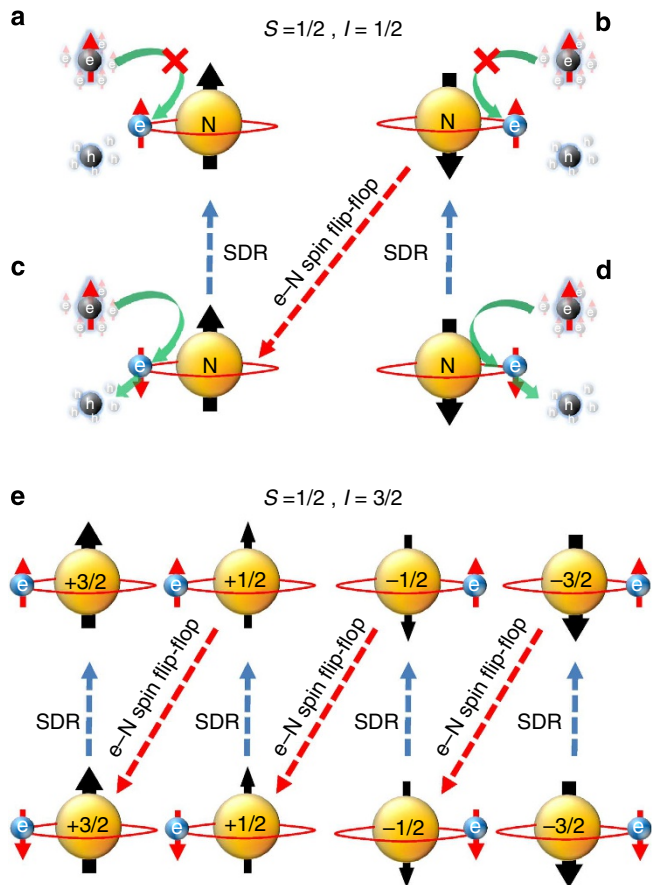 a
S =1/2 , I = 1/2
b
e e e e e e
e e e e e e
e
N
N
e
h h h h h h
h h h h h h
SDR
e–N spin flip-flop
SDR
c
d
e e e e e e
e e e e e e
e
N
N
e
h h h h h h
h h h h h h
e
S =1/2 , I = 3/2
e
+3/2
e
+1/2
–1/2
e
–3/2
e
SDR
e–N spin flip-flop
SDR
e–N spin flip-flop
SDR
e–N spin flip-flop
SDR
e
+3/2
e
+1/2
–1/2
e
–3/2
e